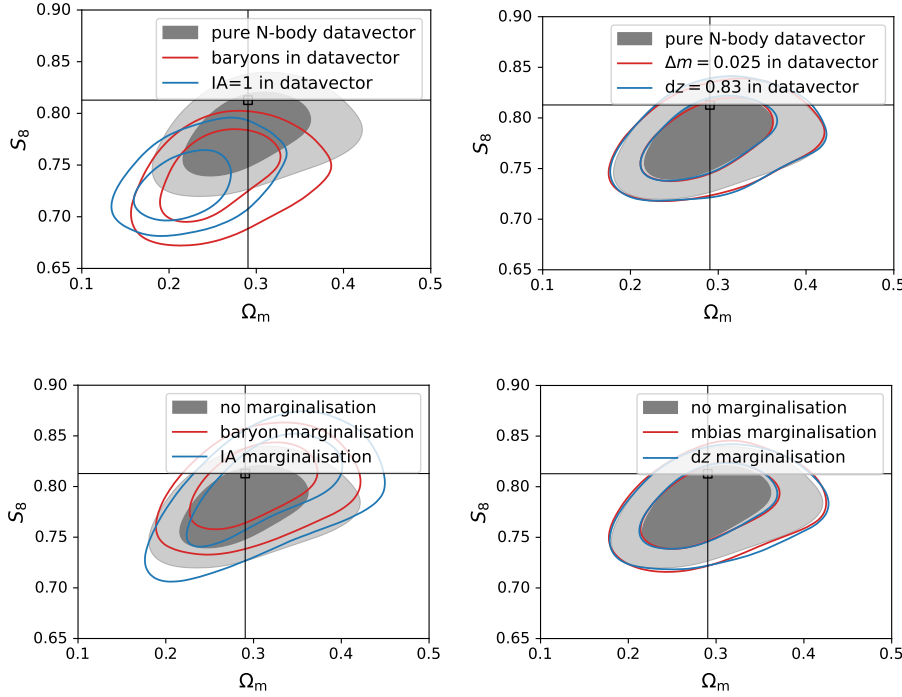 0.90
0.85
0.80
0.75
0.70
0.65
S8
pure N-body datavector
baryons in datavector
IA=1 in datavector
0.1 0.2 0.3 0.4 0.5
Ωm
0.90
0.85
0.80
0.75
0.70
0.65
S8
pure N-body datavector
Δm = 0.025 in datavector
dz = 0.83 in datavector
0.1 0.2 0.3 0.4 0.5
Ωm
0.90
0.85
0.80
0.75
0.70
0.65
S8
no marginalisation
baryon marginalisation
IA marginalisation
0.1 0.2 0.3 0.4 0.5
Ωm
0.90
0.85
0.80
0.75
0.70
0.65
S8
no marginalisation
mbias marginalisation
dz marginalisation
0.1 0.2 0.3 0.4 0.5
Ωm